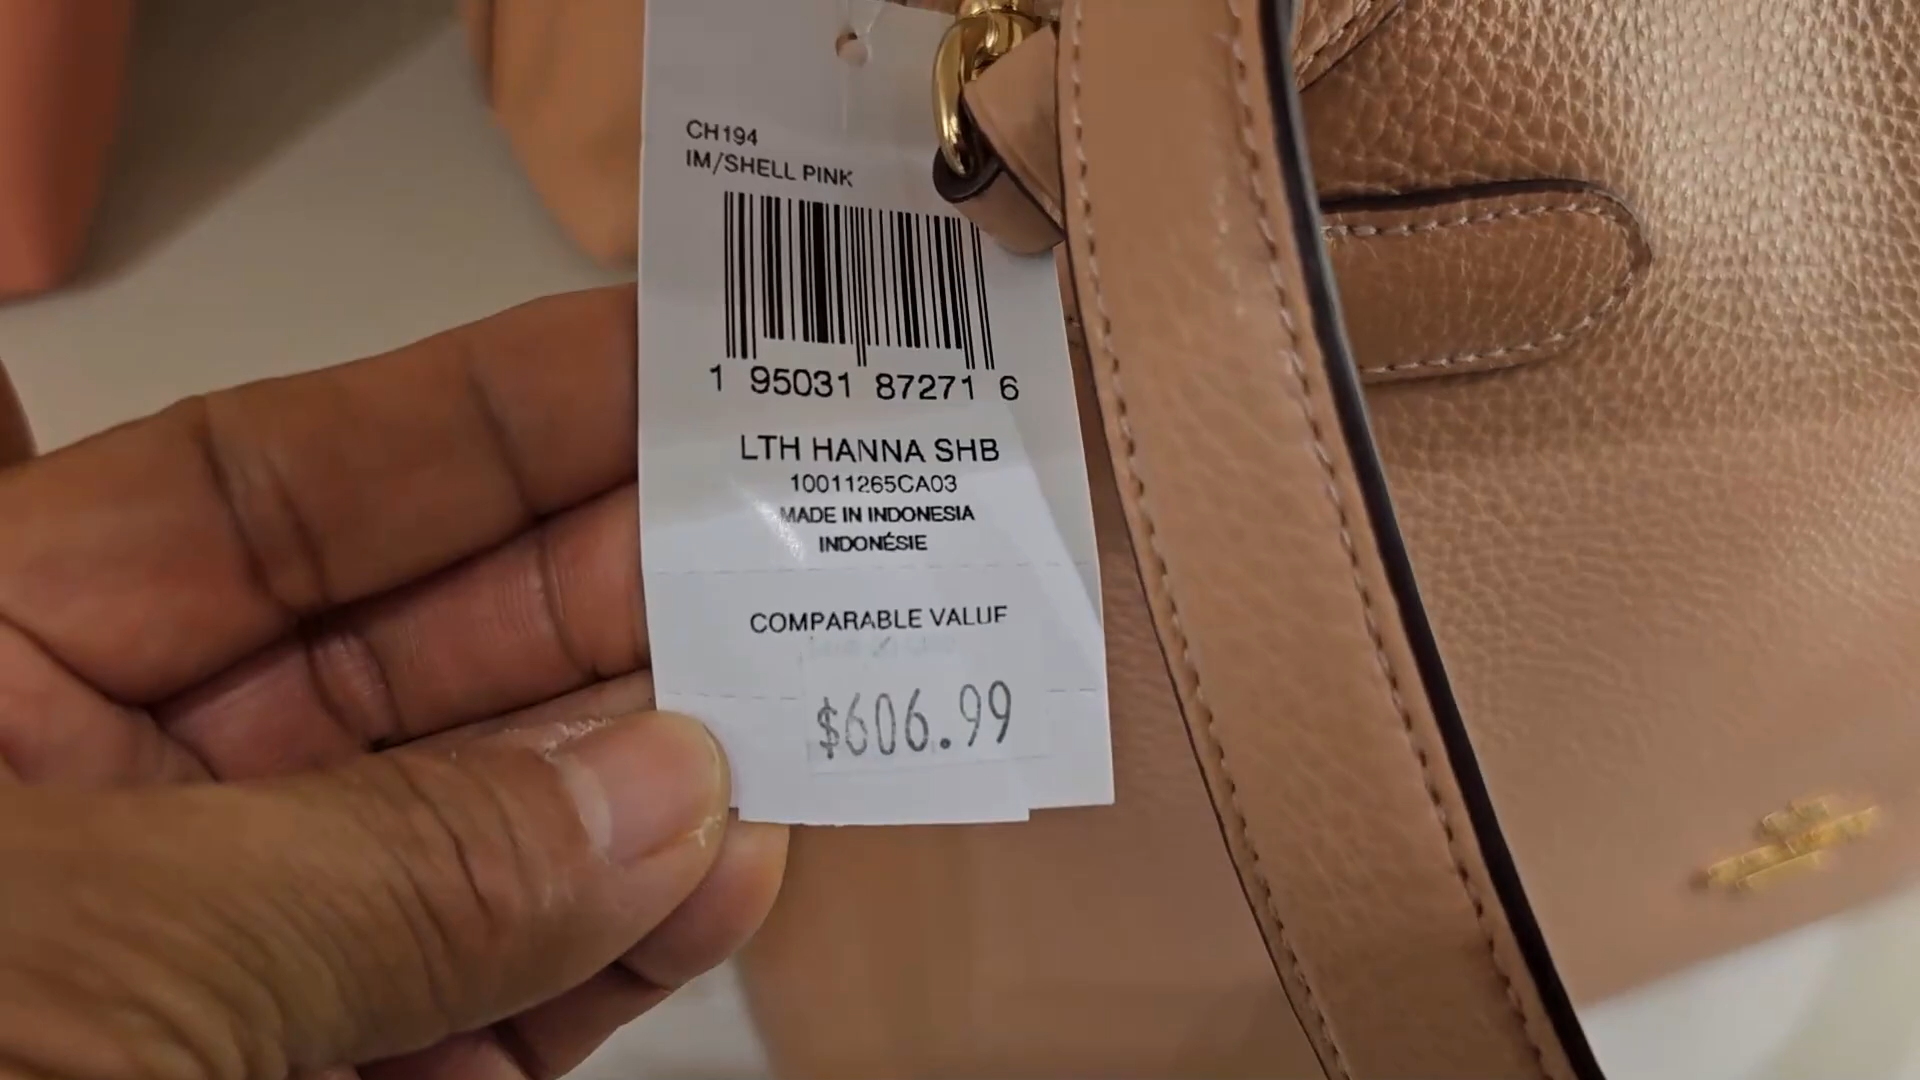 CH194
IM/SHELL PINK
1 95031 87271 6
LTH HANNA SHB
10011265CA03
MADE IN INDONESIA
INDONÉSIE
COMPARABLE VALUE
$606.99